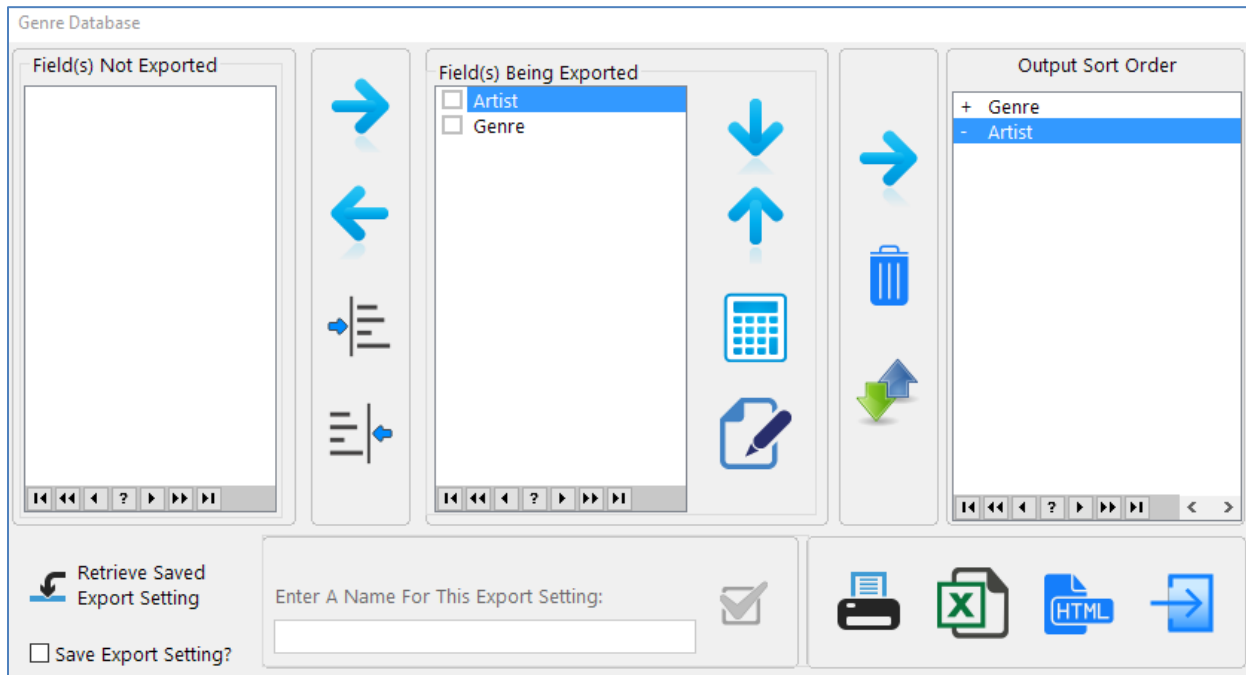 Genre Database
Field(s) Not Exported
Field(s) Being Exported
Artist
Genre
Output Sort Order
+ Genre
- Artist
?
?
?
Retrieve Saved
Export Setting
Save Export Setting?
Enter A Name For This Export Setting:
X
HTML